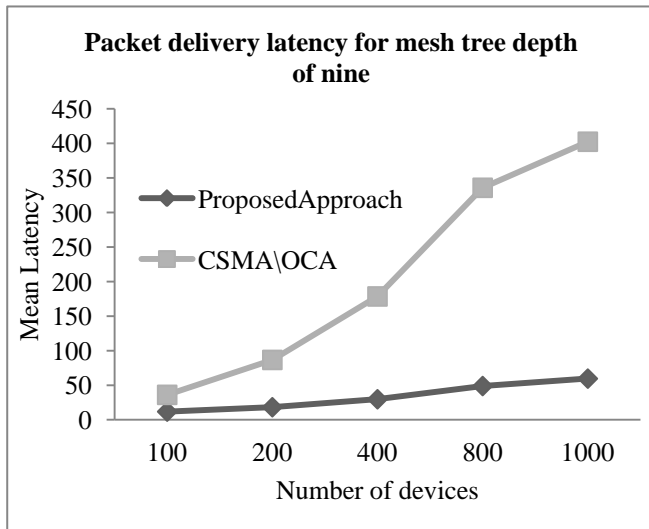 Packet delivery latency for mesh tree depth
of nine
450
400
350
300
250
200
150
100
50
0
Mean Latency
ProposedApproach
CSMA\OCA
100 200 400 800 1000
Number of devices